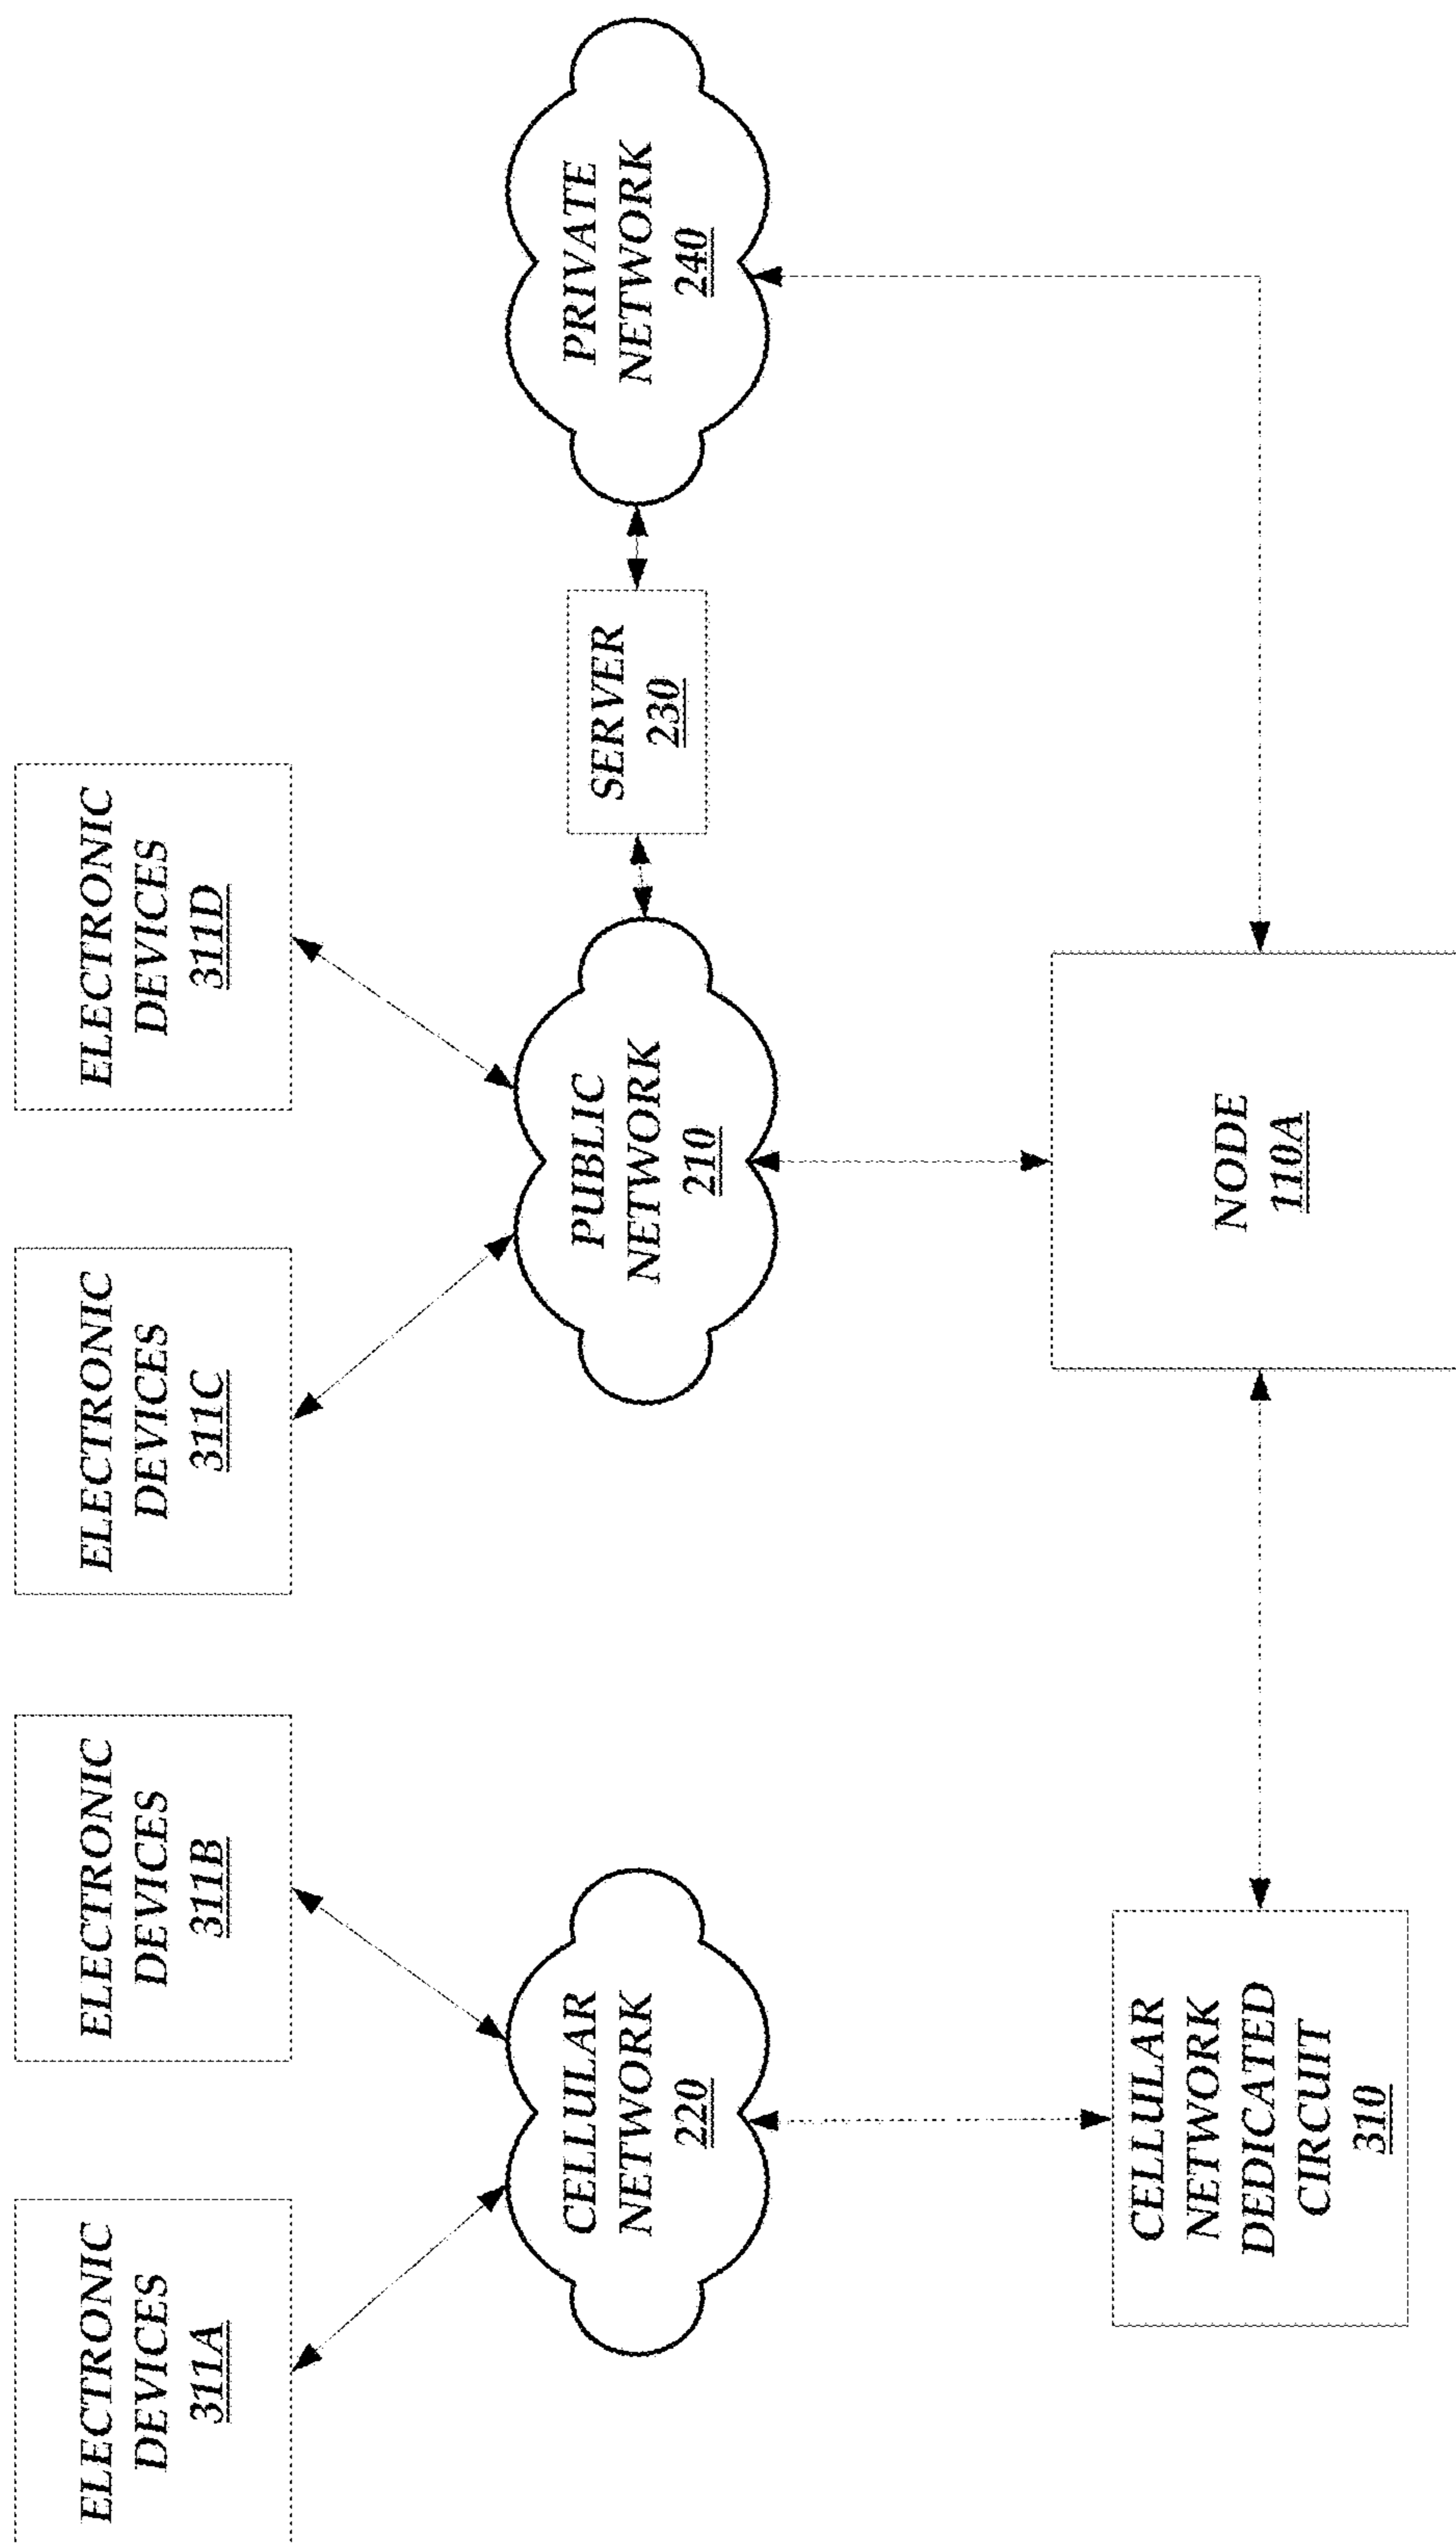 ELECTRONIC
DEVICES
311A
ELECTRONIC
DEVICES
311B
ELECTRONIC
DEVICES
311C
ELECTRONIC
DEVICES
311D
CELLULAR
NETWORK
220
PUBLIC
NETWORK
210
SERVER
230
PRIVATE
NETWORK
240
CELLULAR
NETWORK
DEDICATED
CIRCUIT
310
NODE
110A